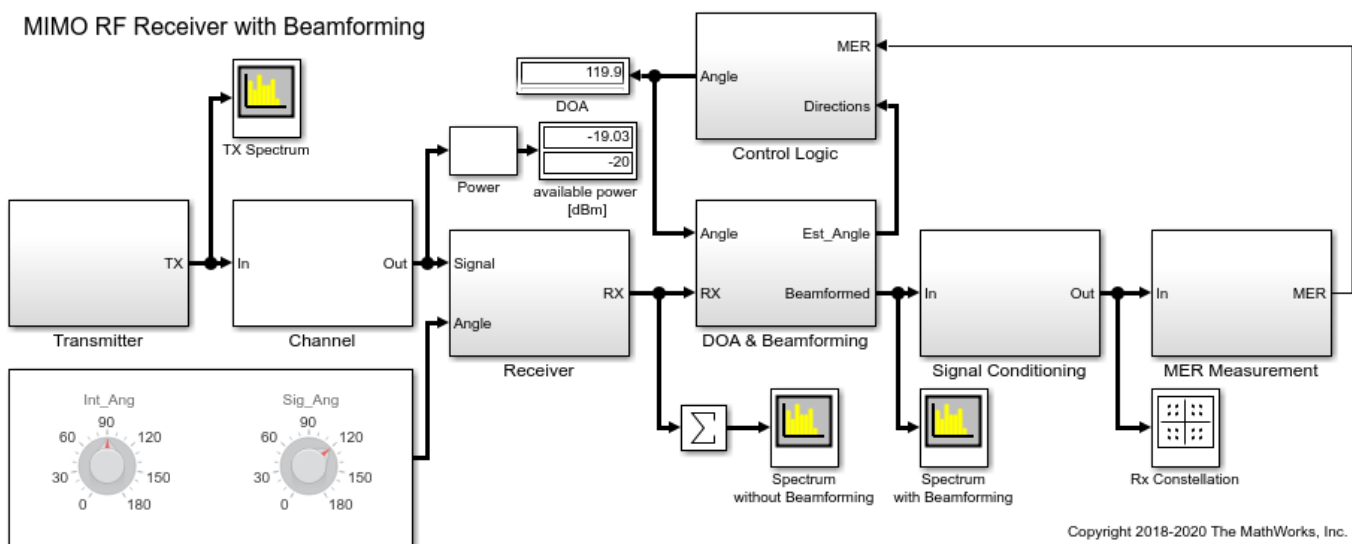 MIMO RF Receiver with Beamforming
TX Spectrum
119.9
DOA
MER
Angle
Directions
Control Logic
Power
-19.03
-20
available power
[dBm]
TX
Transmitter
In
Out
Channel
Signal
RX
Angle
Receiver
Angle
Est_Angle
RX
Beamformed
DOA & Beamforming
In
Out
Signal Conditioning
In
MER
MER Measurement
Int_Ang
0
30
60
90
120
150
180
Sig_Ang
0
30
60
90
120
150
180
Σ
Spectrum
without Beamforming
Spectrum
with Beamforming
Rx Constellation
Copyright 2018-2020 The MathWorks, Inc.